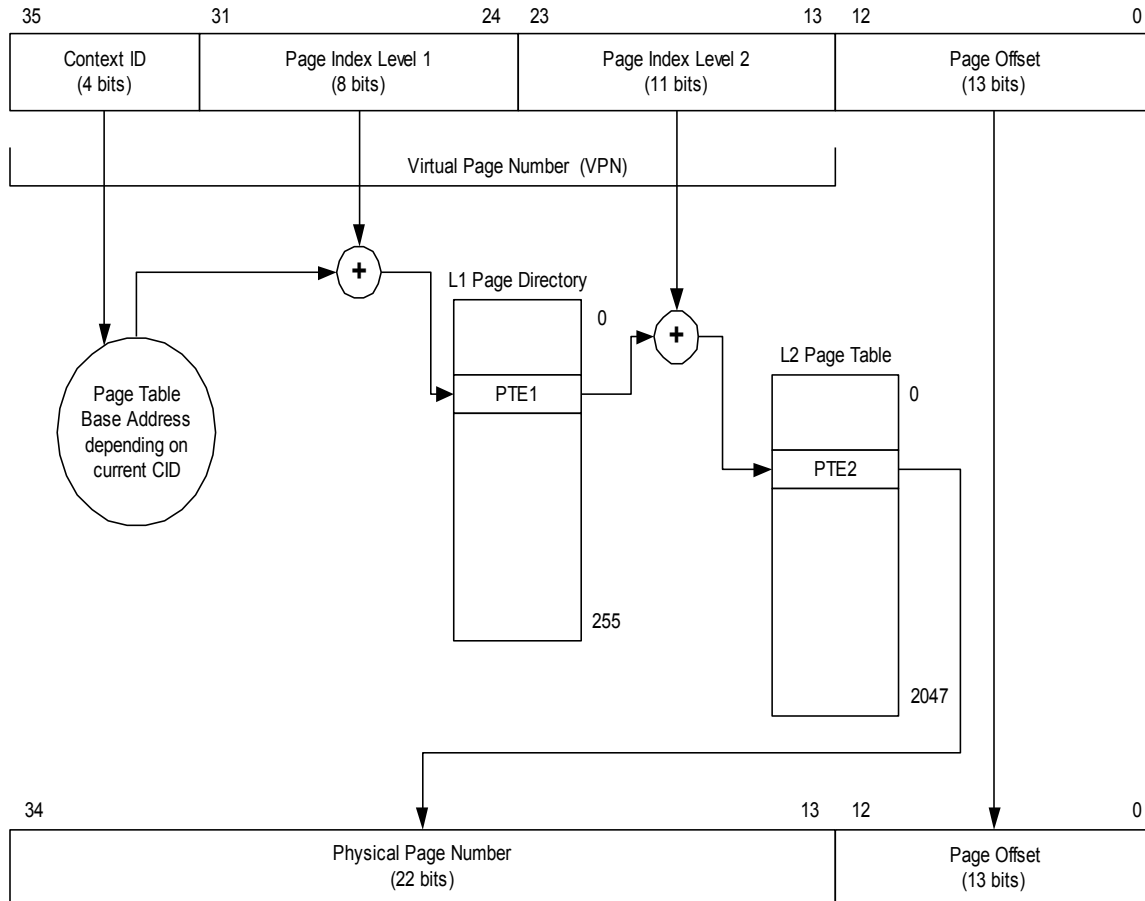 35 31 24 23 13 12 0
Context ID
(4 bits)
Page Index Level 1
(8 bits)
Page Index Level 2
(11 bits)
Page Offset
(13 bits)
Virtual Page Number (VPN)
+
L1 Page Directory
0
PTE1
255
+
L2 Page Table
0
PTE2
2047
Page Table
Base Address
depending on
current CID
34 13 12 0
Physical Page Number
(22 bits)
Page Offset
(13 bits)